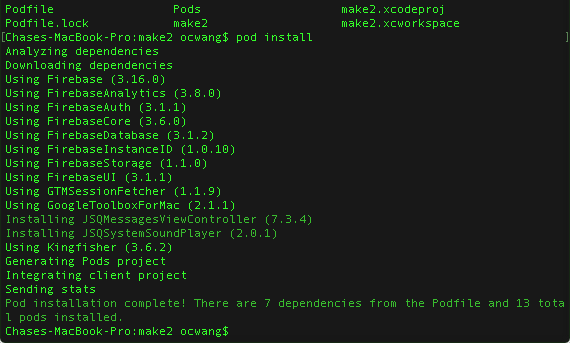 Podfile Pods make2.xcodeproj
Podfile.lock make2 make2.xcworkspace
[Chases-MacBook-Pro:make2 ocwang$ pod install ]
Analyzing dependencies
Downloading dependencies
Using Firebase (3.16.0)
Using FirebaseAnalytics (3.8.0)
Using FirebaseAuth (3.1.1)
Using FirebaseCore (3.6.0)
Using FirebaseDatabase (3.1.2)
Using FirebaseInstanceID (1.0.10)
Using FirebaseStorage (1.1.0)
Using FirebaseUI (3.1.1)
Using GTMSessionFetcher (1.1.9)
Using GoogleToolboxForMac (2.1.1)
Installing JSQMessagesViewController (7.3.4)
Installing JSQSystemSoundPlayer (2.0.1)
Using Kingfisher (3.6.2)
Generating Pods project
Integrating client project
Sending stats
Pod installation complete! There are 7 dependencies from the Podfile and 13 tota
l pods installed.
Chases-MacBook-Pro:make2 ocwang$